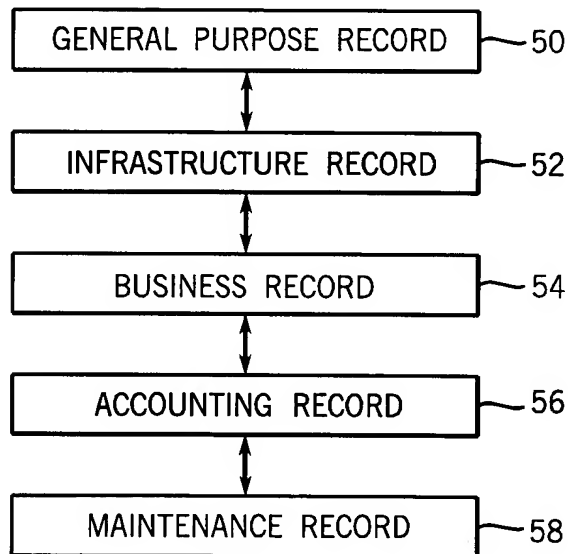 GENERAL PURPOSE RECORD 50
INFRASTRUCTURE RECORD 52
BUSINESS RECORD 54
ACCOUNTING RECORD 56
MAINTENANCE RECORD 58